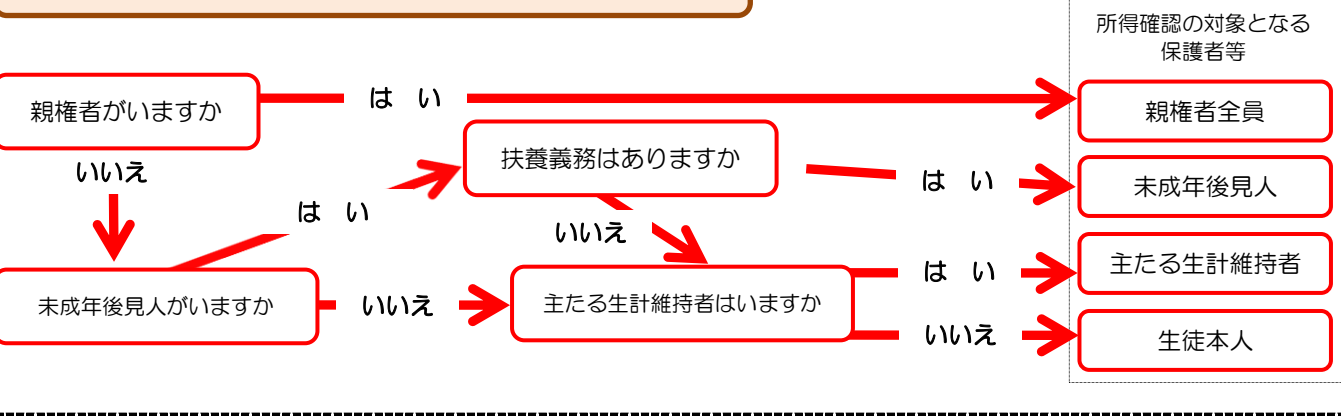 所得確認の対象となる
保護者等
親権者がいますか
は い
親権者全員
いいえ
扶養義務はありますか
は い
未成年後見人
は い
いいえ
未成年後見人がいますか
いいえ
主たる生計維持者はいますか
は い
主たる生計維持者
いいえ
生徒本人